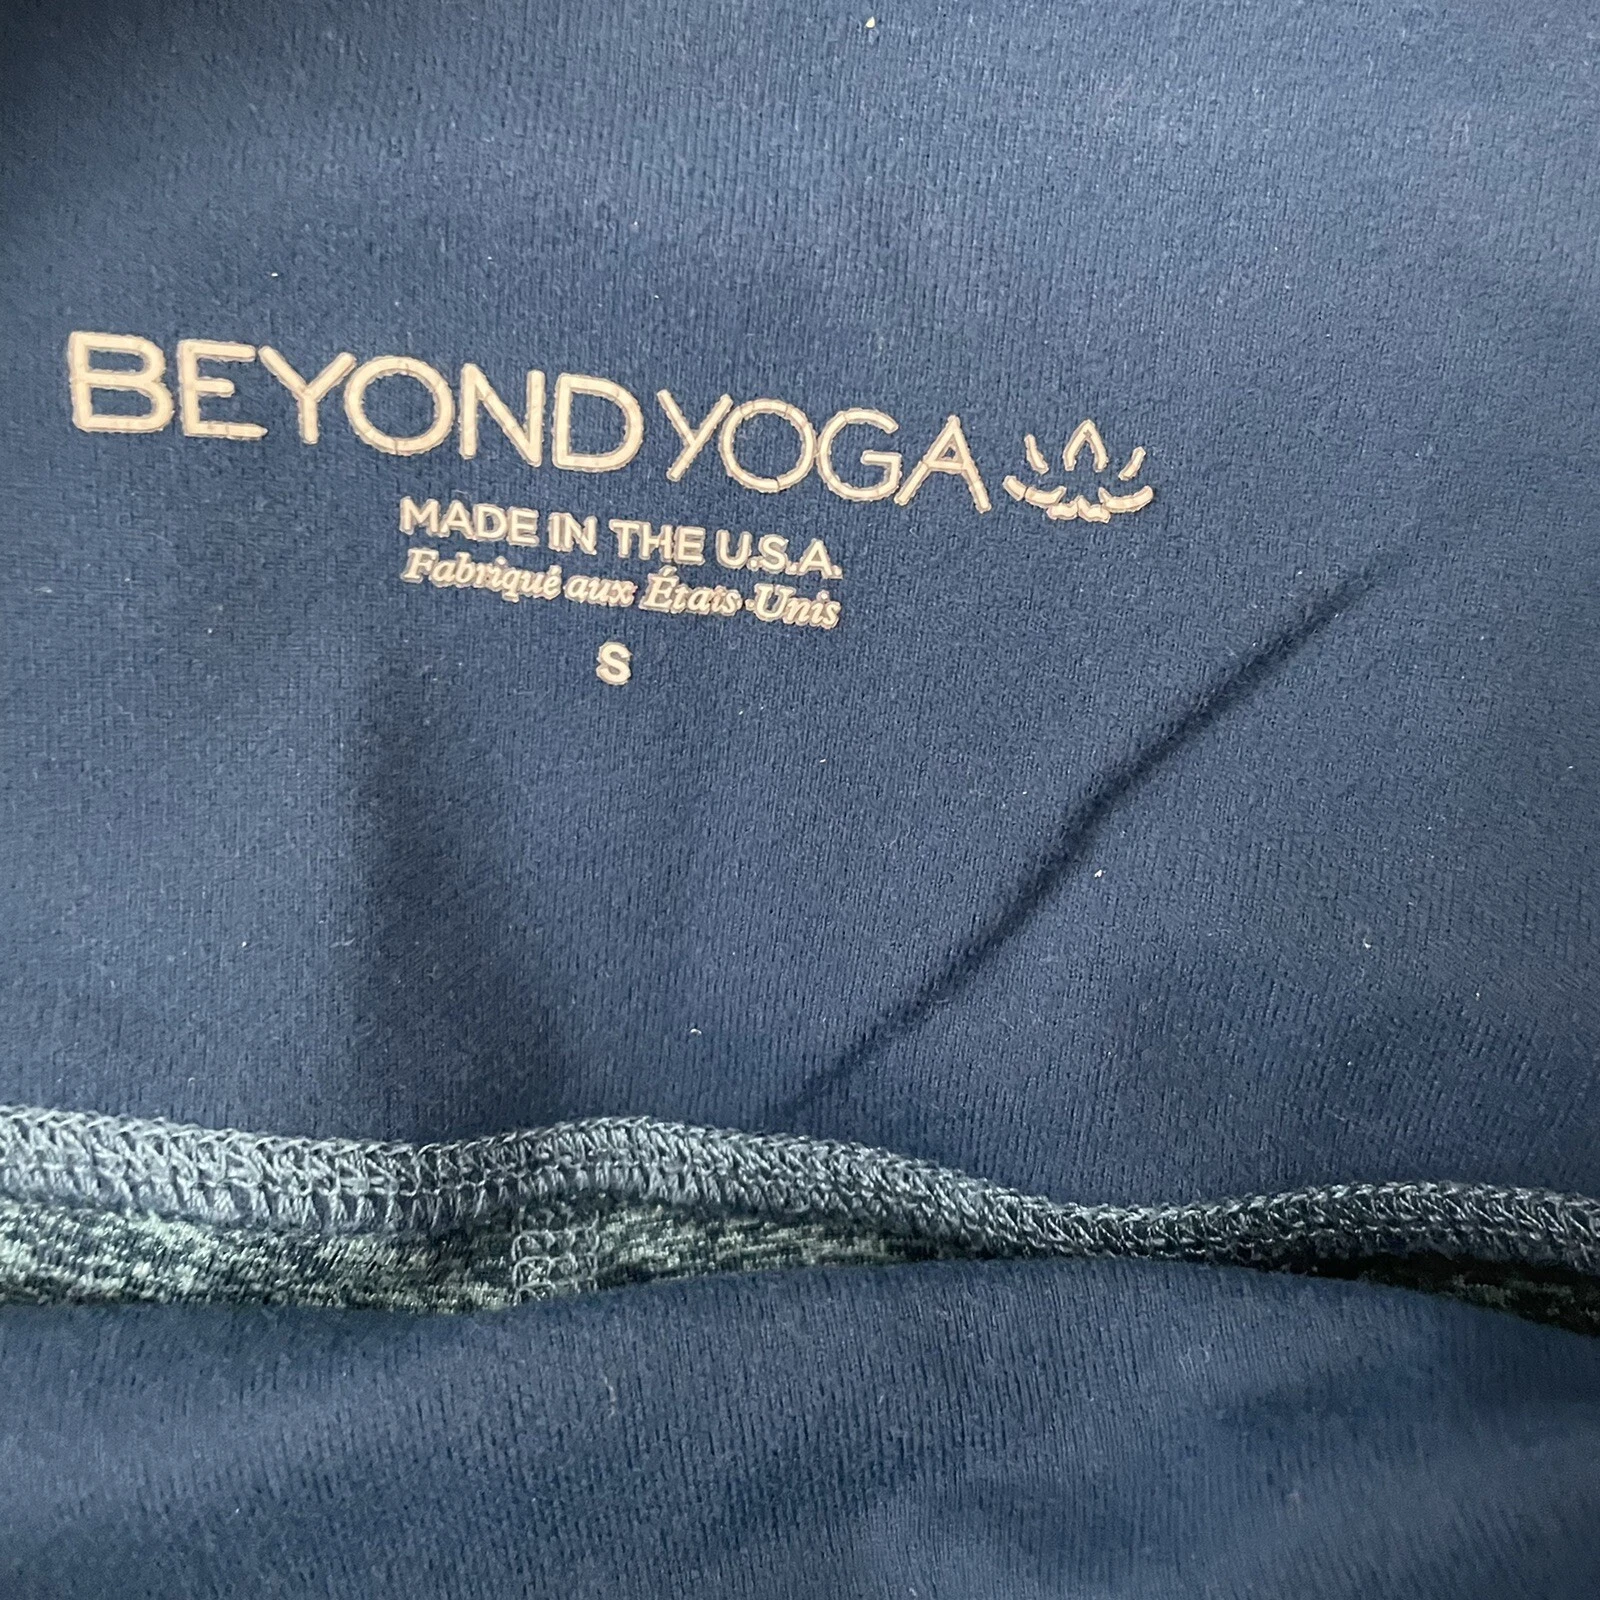 BEYOND YOGA
MADE IN THE U.S.A.
Fabriqué aux États-Unis
S